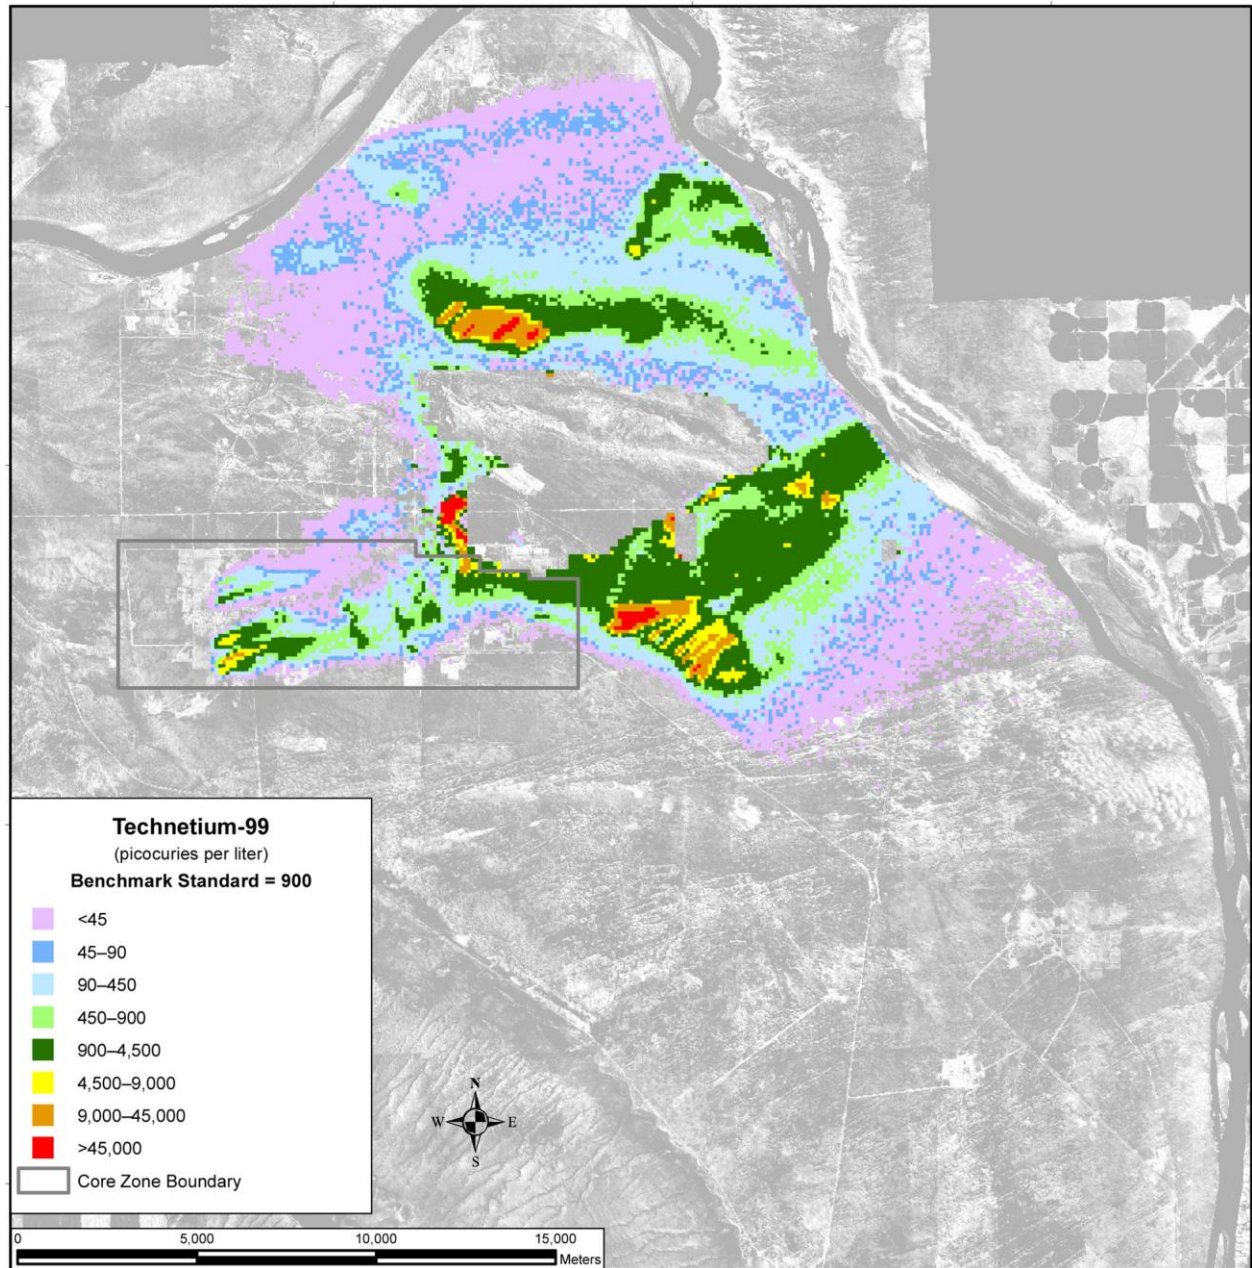 Technetium-99
(picocuries per liter)
Benchmark Standard = 900
<45
45–90
90–450
450–900
900–4,500
4,500–9,000
9,000–45,000
>45,000
Core Zone Boundary
N
W E
S
0 5,000 10,000 15,000
Meters